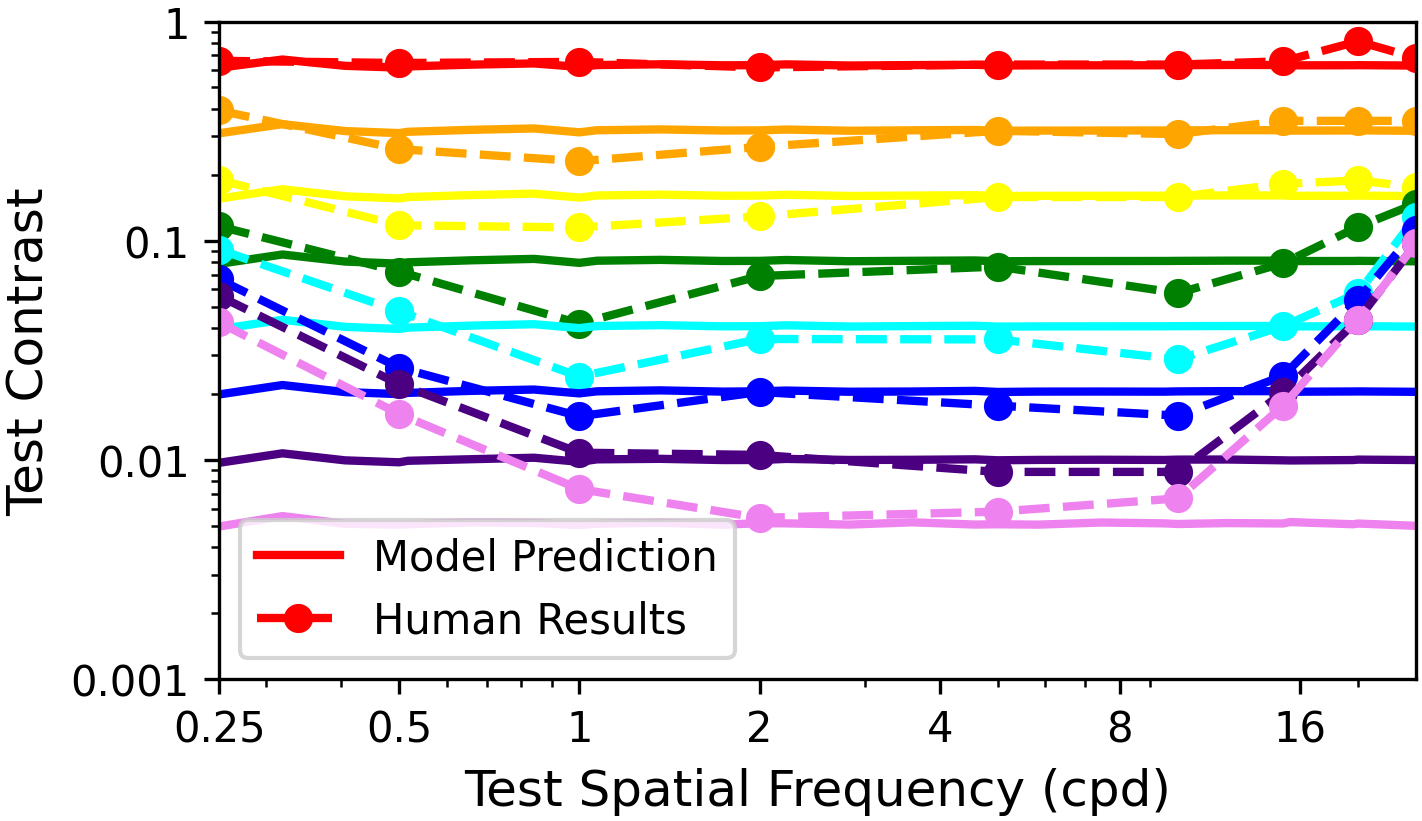 1
0.1
0.01
0.001
Test Contrast
Model Prediction
Human Results
0.25 0.5 1 2 4 8 16
Test Spatial Frequency (cpd)